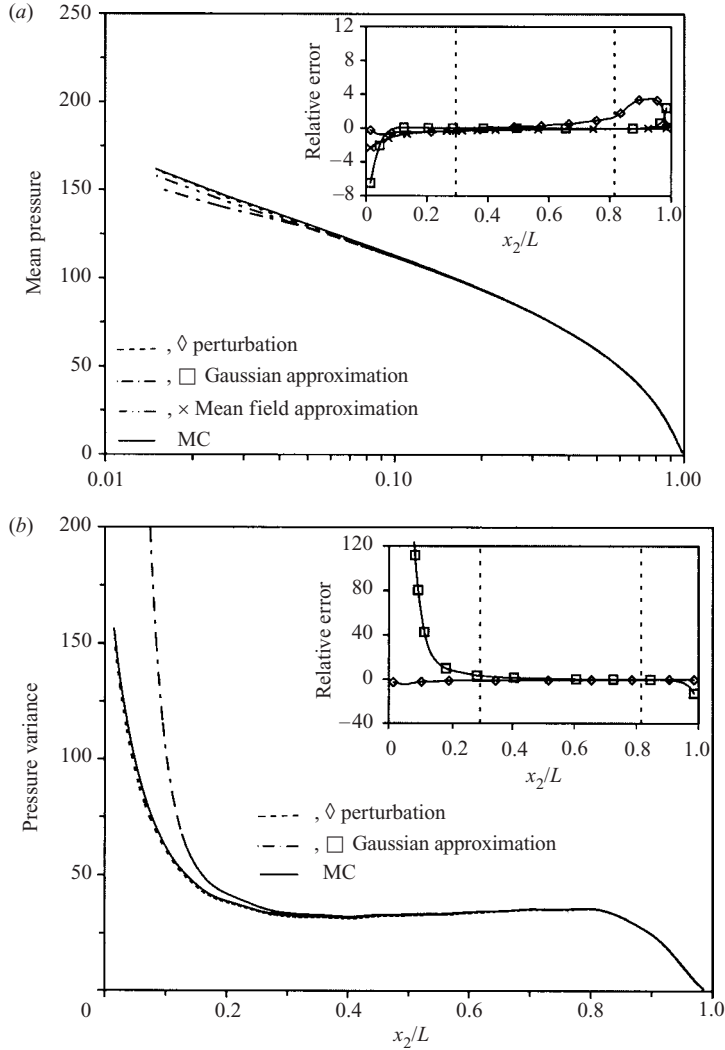 (a)
250
200
150
100
50
0
Mean pressure
0.01
0.10
1.00
x2/L
, ◊ perturbation
, □ Gaussian approximation
, × Mean field approximation
MC
12
8
4
0
−4
−8
Relative error
0
0.2
0.4
0.6
0.8
1.0
x2/L
(b)
200
150
100
50
0
Pressure variance
0.2
0.4
0.6
0.8
1.0
x2/L
, ◊ perturbation
, □ Gaussian approximation
MC
120
80
40
0
−40
Relative error
0
0.2
0.4
0.6
0.8
1.0
x2/L